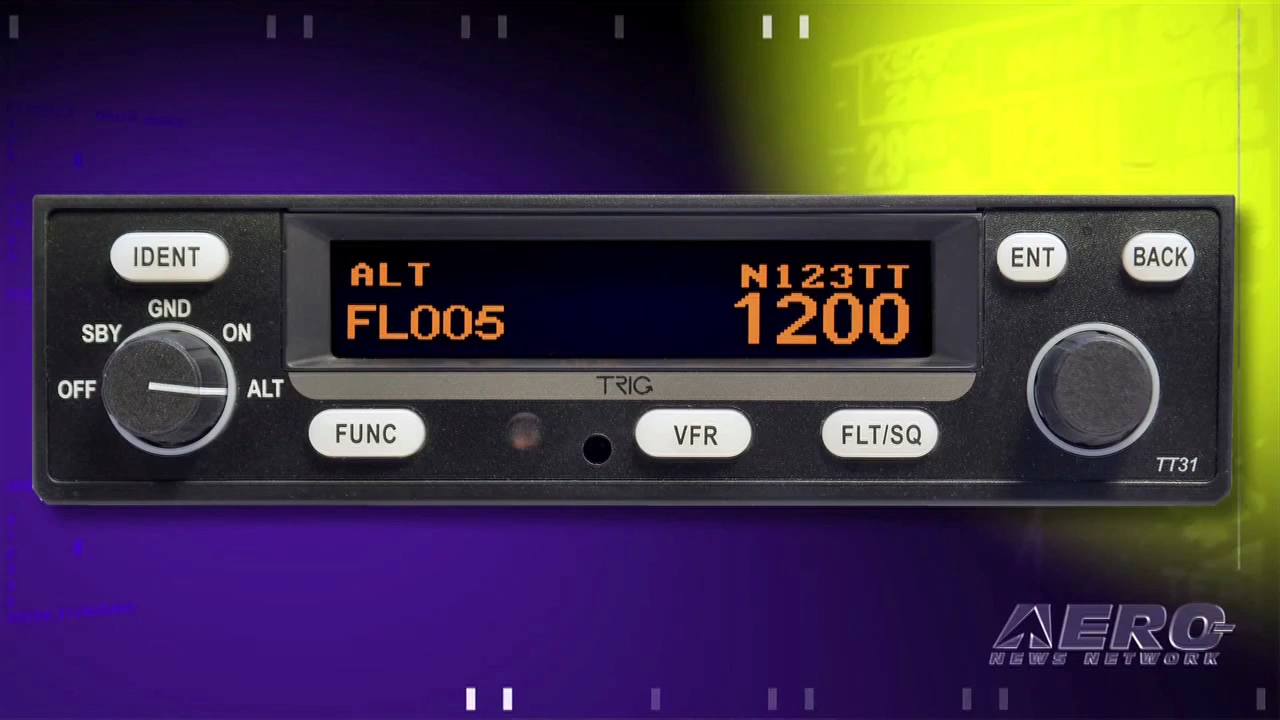 IDENT
ALT N123TT
FL005 1200
ENT BACK
GND
SBY ON
OFF ALT
TRIG
FUNC VFR FLT/SQ
TT31
AERO
NEWS NETWORK